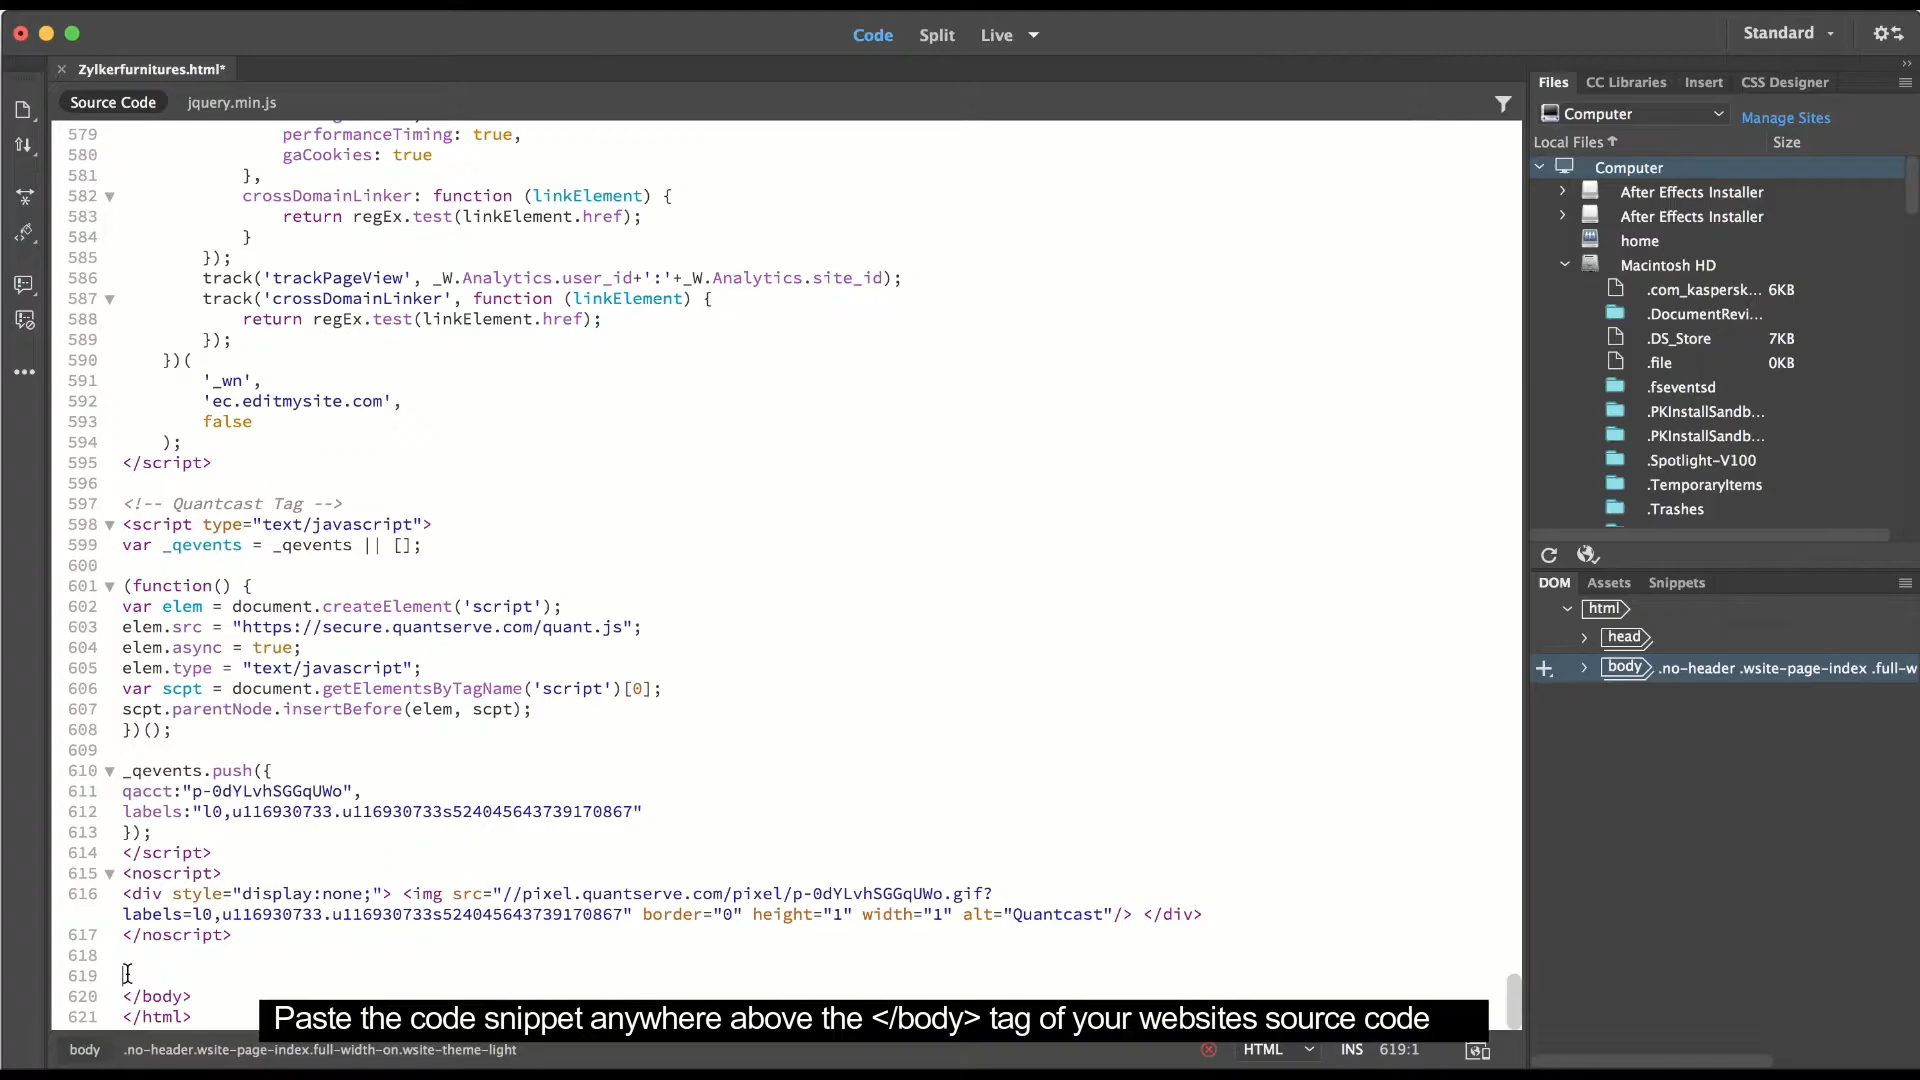 Code Split Live Standard
Zylkerfurnitures.html*
Source Code jquery.min.js
579 performanceTiming: true,
580 gaCookies: true
581 },
582 crossDomainLinker: function (linkElement) {
583 return regEx.test(linkElement.href);
584 }
585 });
586 track('trackPageView', _W.Analytics.user_id+':'+_W.Analytics.site_id);
587 track('crossDomainLinker', function (linkElement) {
588 return regEx.test(linkElement.href);
589 });
590 })(
591 '_wn',
592 'ec.editmysite.com',
593 false
594 );
595 </script>
596
597 <!-- Quantcast Tag -->
598 <script type="text/javascript">
599 var _qevents = _qevents || [];
600
601 (function() {
602 var elem = document.createElement('script');
603 elem.src = "https://secure.quantserve.com/quant.js";
604 elem.async = true;
605 elem.type = "text/javascript";
606 var scpt = document.getElementsByTagName('script')[0];
607 scpt.parentNode.insertBefore(elem, scpt);
608 })();
609
610 _qevents.push({
611 qacct:"p-0dYLvhSGGqUWo",
612 labels:"l0,u116930733.u116930733s524045643739170867"
613 });
614 </script>
615 <noscript>
616 <div style="display:none;"> <img src="//pixel.quantserve.com/pixel/p-0dYLvhSGGqUWo.gif?
labels=l0,u116930733.u116930733s524045643739170867" border="0" height="1" width="1" alt="Quantcast"/> </div>
617 </noscript>
618
619
620 </body>
621 </html>
Paste the code snippet anywhere above the </body> tag of your websites source code
body .no-header.wsite-page-index.full-width-on.wsite-theme-light HTML INS 619:1
Files CC Libraries Insert CSS Designer
Computer Manage Sites
Local Files Size
Computer
After Effects Installer
After Effects Installer
home
Macintosh HD
.com_kaspersk... 6KB
.DocumentRevi...
.DS_Store 7KB
.file 0KB
.fseventsd
.PKInstallSandb...
.PKInstallSandb...
.Spotlight-V100
.TemporaryItems
.Trashes
DOM Assets Snippets
html
head
body .no-header .wsite-page-index .full-w